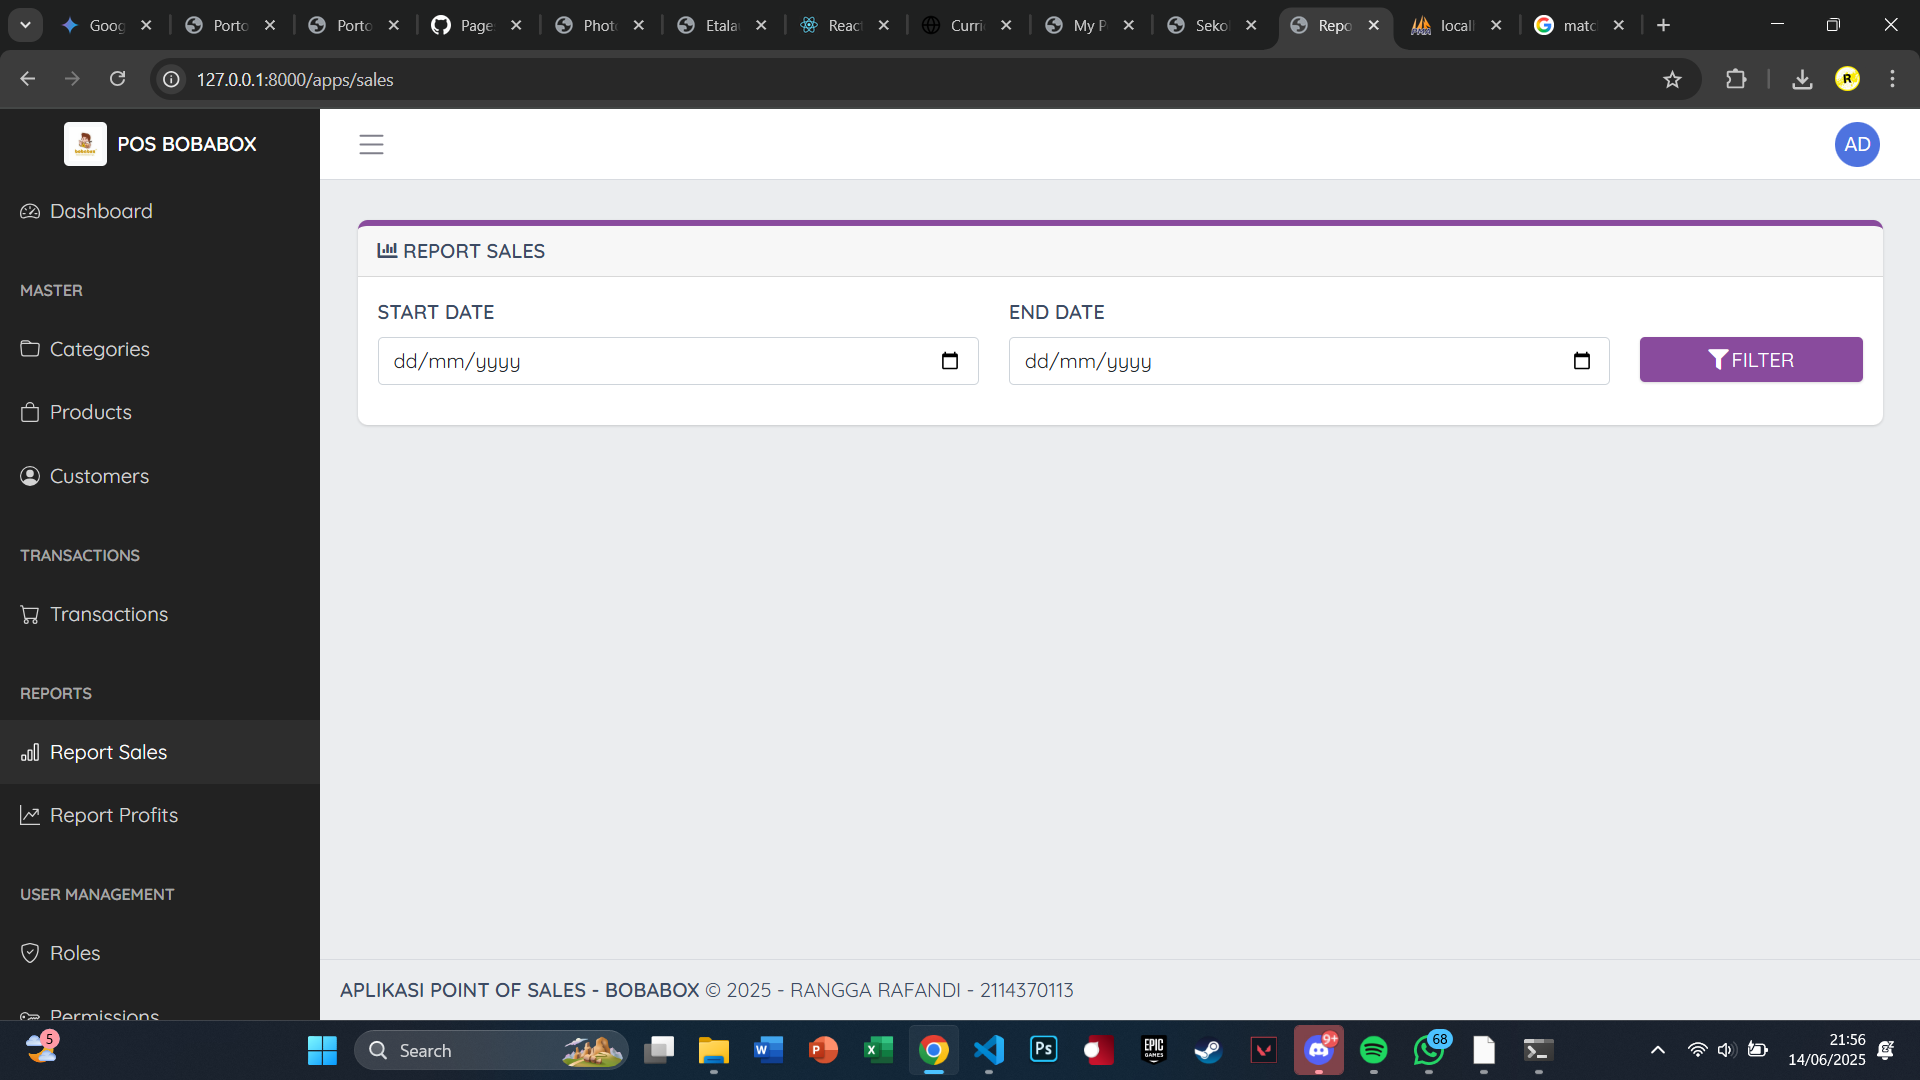 Goog
Porto
Porto
Page
Phot
Etala
React
Curri
My P
Seko
Repo
locall
matc
127.0.0.1:8000/apps/sales
R
POS BOBABOX
AD
Dashboard
MASTER
Categories
Products
Customers
TRANSACTIONS
Transactions
REPORTS
Report Sales
Report Profits
USER MANAGEMENT
Roles
Permissions
REPORT SALES
START DATE
END DATE
dd/mm/yyyy
dd/mm/yyyy
FILTER
APLIKASI POINT OF SALES - BOBABOX © 2025 - RANGGA RAFANDI - 2114370113
5
Search
W
P
X
Ps
EPIC
GAMES
9+
68
21:56
14/06/2025